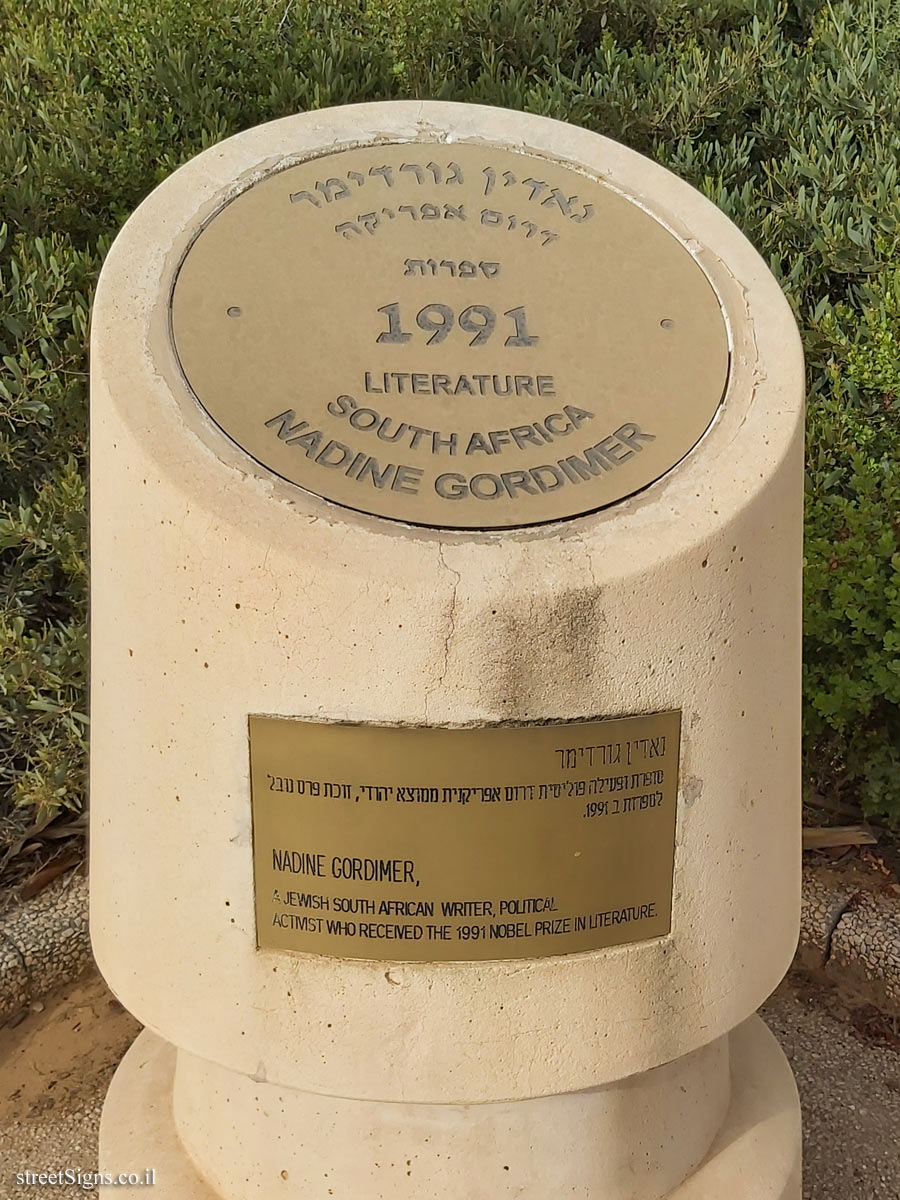 נאדין גורדימר
דרום אפריקה
ספרות
1991
LITERATURE
SOUTH AFRICA
NADINE GORDIMER
נאדין גורדימר
סופרת ופעילה פוליטית דרום אפריקנית ממוצא יהודי, זוכת פרס נובל
לספרות ב 1991.
NADINE GORDIMER,
A JEWISH SOUTH AFRICAN WRITER, POLITICAL
ACTIVIST WHO RECEIVED THE 1991 NOBEL PRIZE IN LITERATURE.
streetSigns.co.il